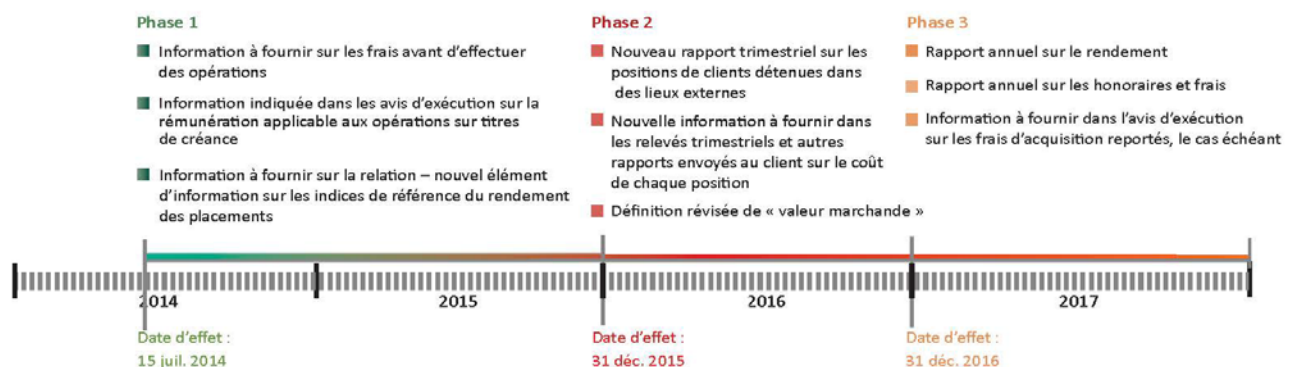 Phase 1
Information à fournir sur les frais avant d'effectuer
des opérations
Information indiquée dans les avis d'exécution sur la
rémunération applicable aux opérations sur titres
de créance
Information à fournir sur la relation – nouvel élément
d'information sur les indices de référence du rendement
des placements
Phase 2
Nouveau rapport trimestriel sur les
positions de clients détenues dans
des lieux externes
Nouvelle information à fournir dans
les relevés trimestriels et autres
rapports envoyés au client sur le coût
de chaque position
Définition révisée de « valeur marchande »
Phase 3
Rapport annuel sur le rendement
Rapport annuel sur les honoraires et frais
Information à fournir dans l'avis d'exécution
sur les frais d'acquisition reportés, le cas échéant
2014
2015
2016
2017
Date d'effet :
15 juil. 2014
Date d'effet :
31 déc. 2015
Date d'effet :
31 déc. 2016